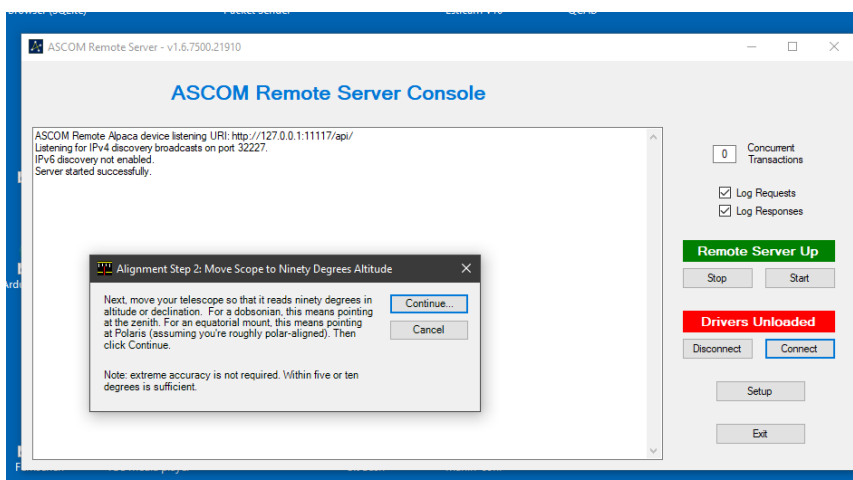 ASCOM Remote Server - v1.6.7500.21910
ASCOM Remote Server Console
ASCOM Remote Alpaca device listening URI: http://127.0.0.1:11117/api/
Listening for IPv4 discovery broadcasts on port 32227.
IPv6 discovery not enabled.
Server started successfully.
0 Concurrent
Transactions
Log Requests
Log Responses
Remote Server Up
Stop Start
Drivers Unloaded
Disconnect Connect
Setup
Exit
Alignment Step 2: Move Scope to Ninety Degrees Altitude
Next, move your telescope so that it reads ninety degrees in
altitude or declination. For a dobsonian, this means pointing
at the zenith. For an equatorial mount, this means pointing
at Polaris (assuming you're roughly polar-aligned). Then
click Continue.
Note: extreme accuracy is not required. Within five or ten
degrees is sufficient.
Continue...
Cancel